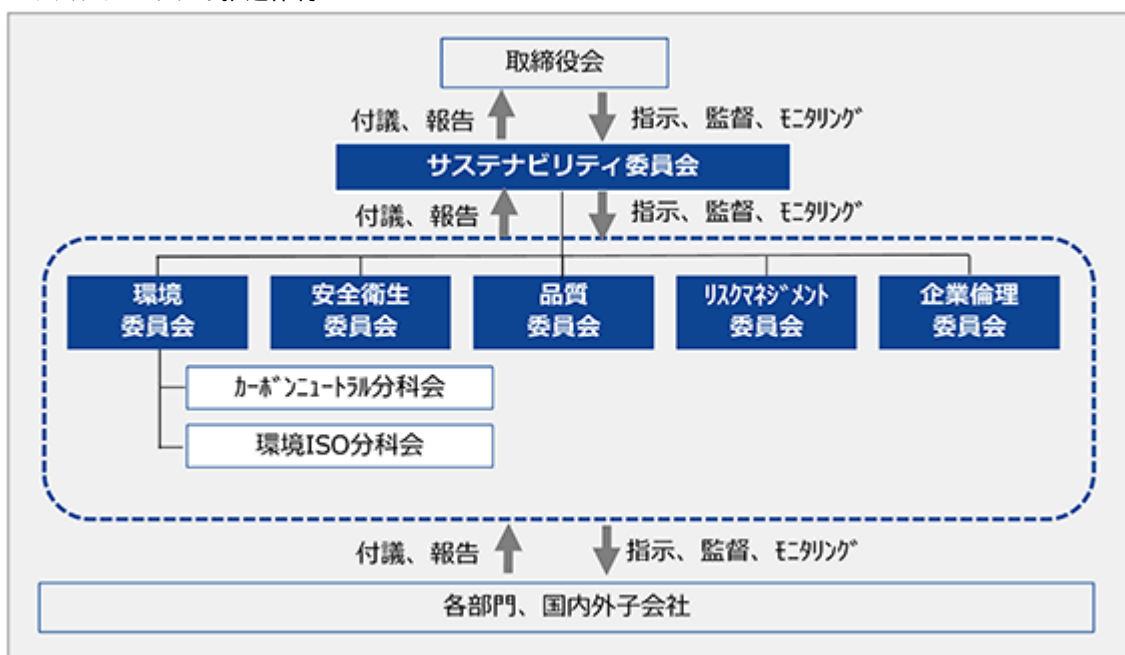 取締役会
付議、報告
指示、監督、ﾓﾆﾀﾘﾝｸﾞ
サステナビリティ委員会
付議、報告
指示、監督、ﾓﾆﾀﾘﾝｸﾞ
環境
委員会
安全衛生
委員会
品質
委員会
ﾘｽｸﾏﾈｼﾞﾒﾝﾄ
委員会
企業倫理
委員会
ｶｰﾎﾞﾝﾆｭｰﾄﾗﾙ分科会
環境ISO分科会
付議、報告
指示、監督、ﾓﾆﾀﾘﾝｸﾞ
各部門、国内外子会社